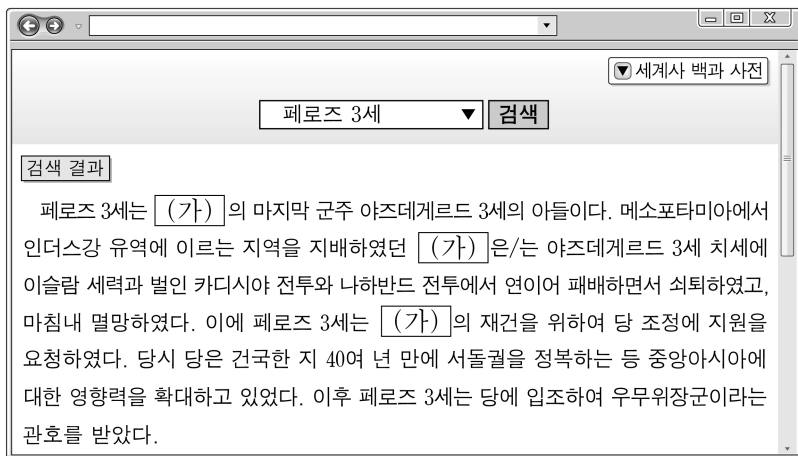 세계사 백과 사전
페로즈 3세 검색
검색 결과
페로즈 3세는 (가) 의 마지막 군주 야즈데게르드 3세의 아들이다. 메소포타미아에서
인더스강 유역에 이르는 지역을 지배하였던 (가) 은/는 야즈데게르드 3세 치세에
이슬람 세력과 벌인 카디시야 전투와 나하반드 전투에서 연이어 패배하면서 쇠퇴하였고,
마침내 멸망하였다. 이에 페로즈 3세는 (가) 의 재건을 위하여 당 조정에 지원을
요청하였다. 당시 당은 건국한 지 40여 년 만에 서돌궐을 정복하는 등 중앙아시아에
대한 영향력을 확대하고 있었다. 이후 페로즈 3세는 당에 입조하여 우무위장군이라는
관호를 받았다.